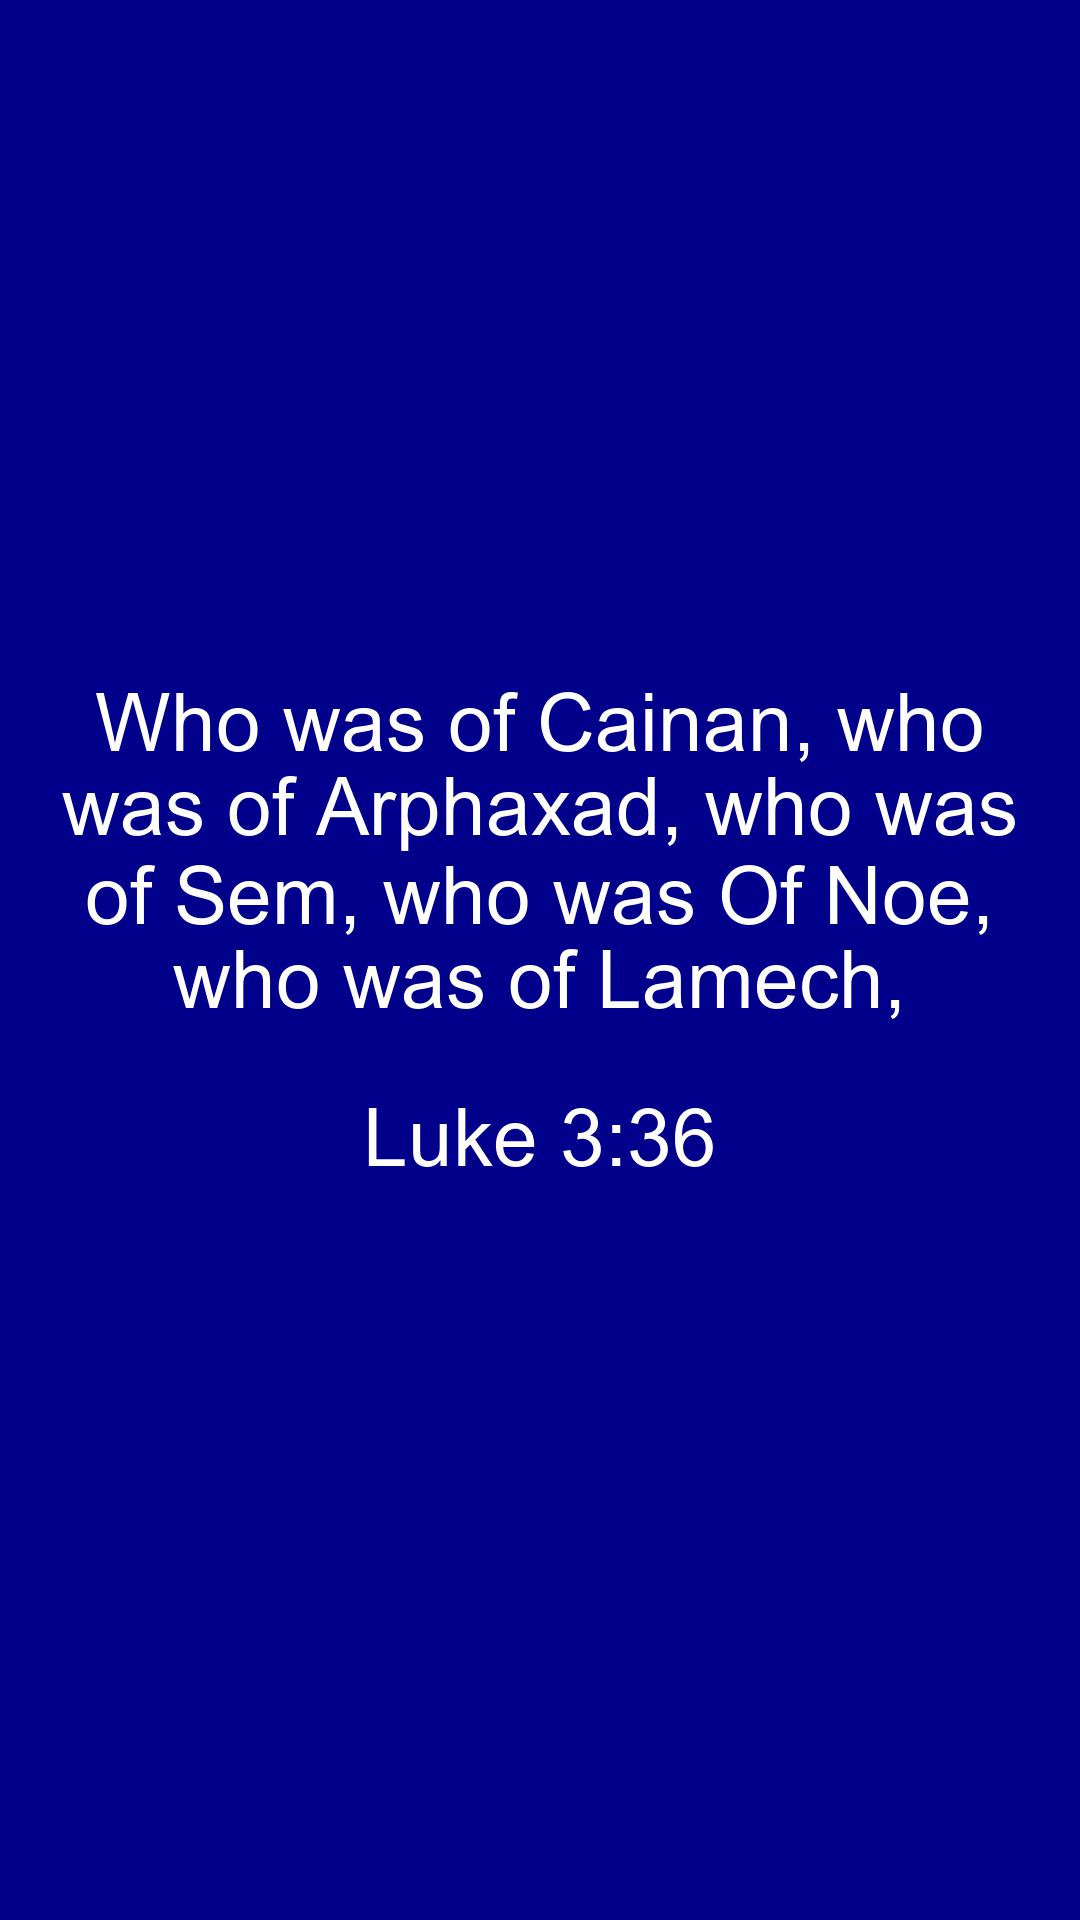 Who was of Cainan, who
was of Arphaxad, who was
of Sem, who was Of Noe,
who was of Lamech,
Luke 3:36